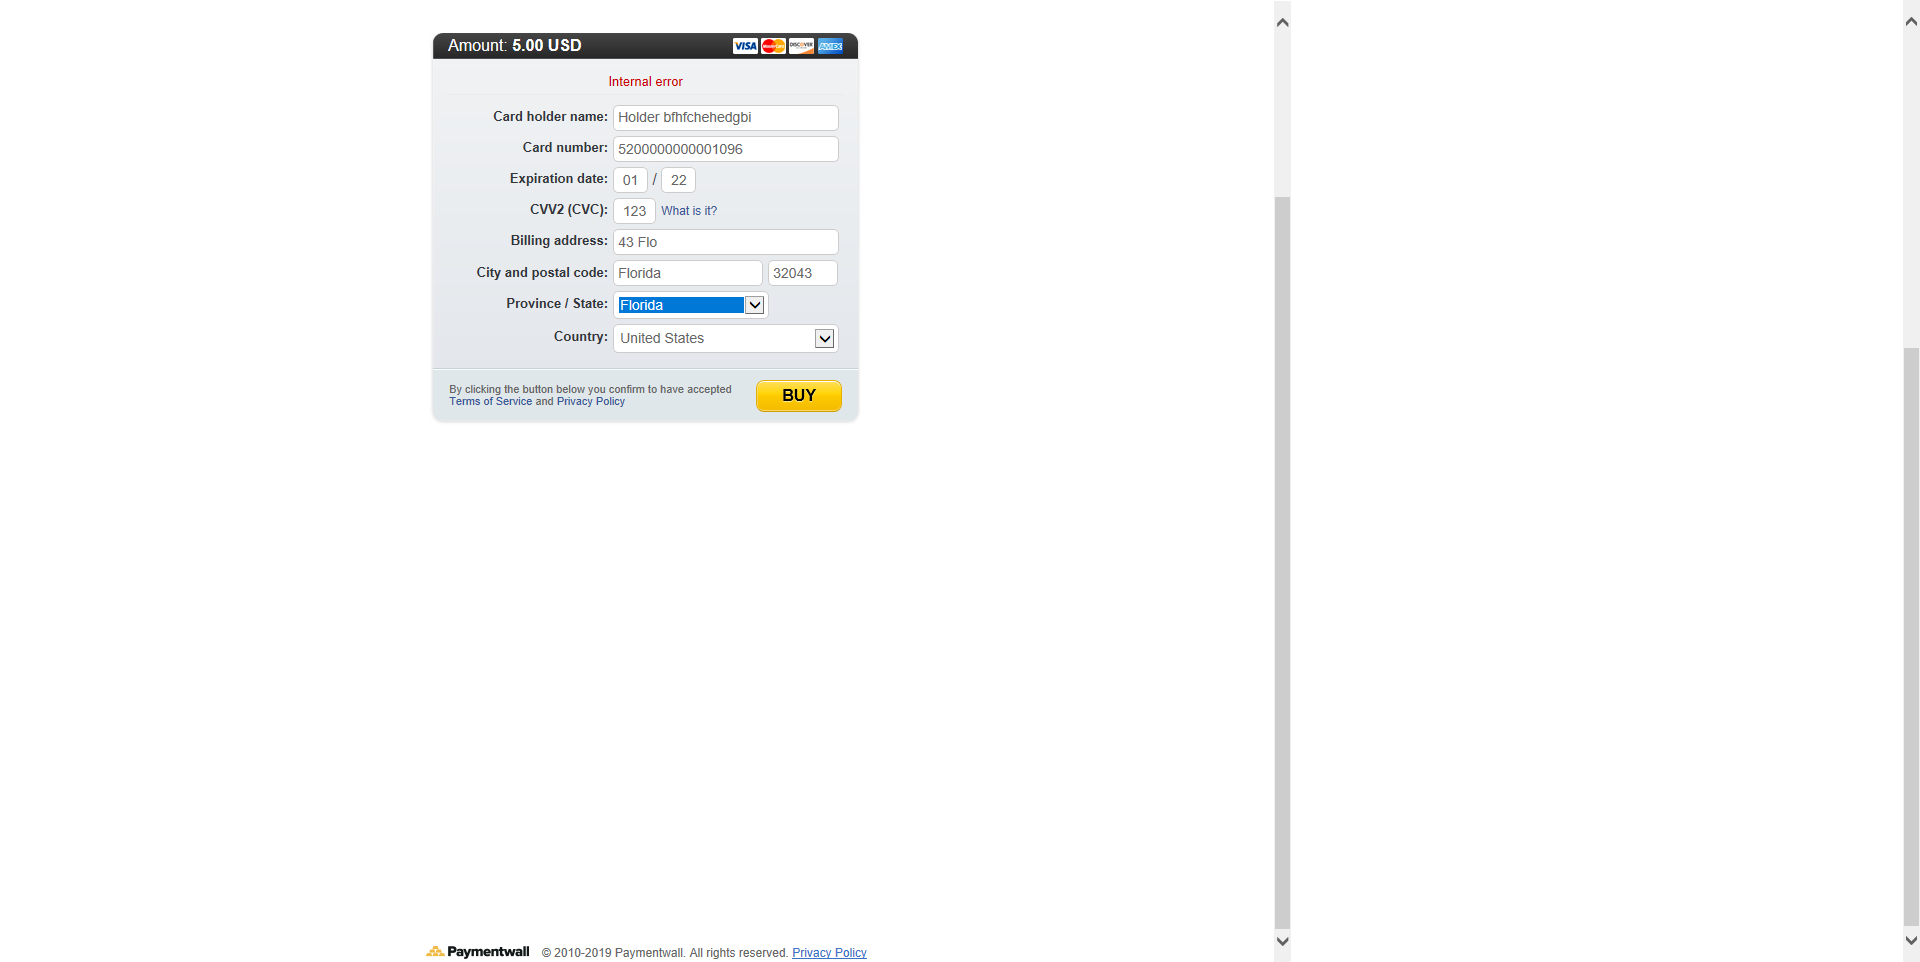 Amount: 5.00 USD VISA MasterCard DISCOVER AMEX
Internal error
Card holder name: Holder bfhfchehedgbi
Card number: 5200000000001096
Expiration date: 01 / 22
CVV2 (CVC): 123 What is it?
Billing address: 43 Flo
City and postal code: Florida 32043
Province / State: Florida
Country: United States
By clicking the button below you confirm to have accepted
Terms of Service and Privacy Policy
BUY
Paymentwall © 2010-2019 Paymentwall. All rights reserved. Privacy Policy